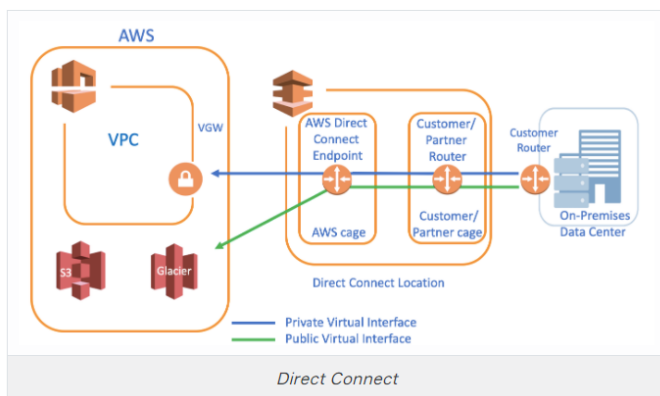 AWS
VPC
VGW
S3
Glacier
AWS Direct
Connect
Endpoint
AWS cage
Customer/
Partner
Router
Customer/
Partner cage
Direct Connect Location
Customer
Router
On-Premises
Data Center
Private Virtual Interface
Public Virtual Interface
Direct Connect